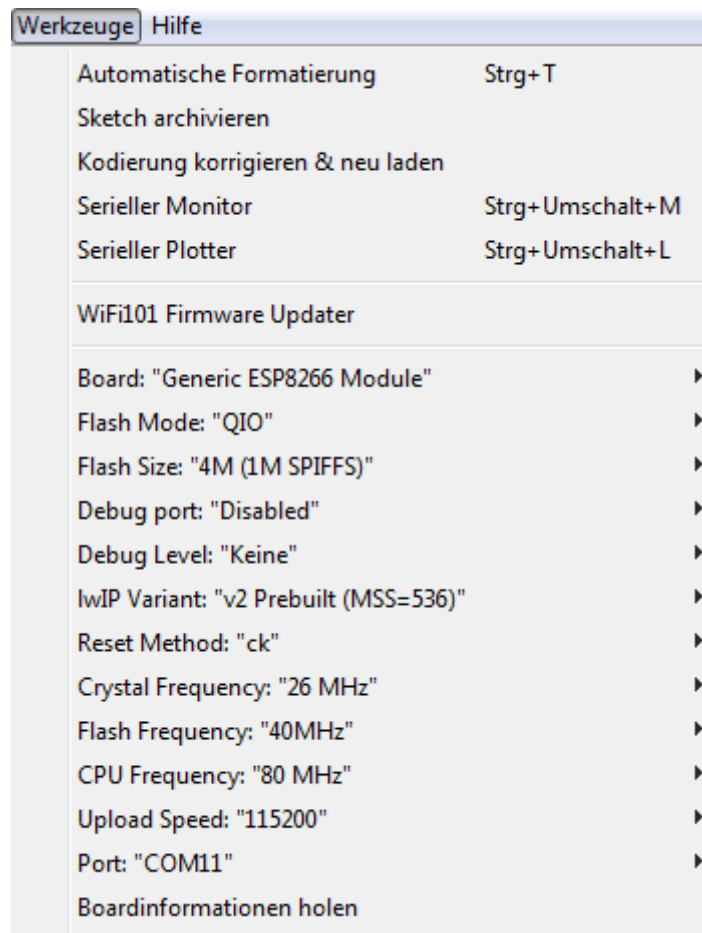 Werkzeuge Hilfe
Automatische Formatierung Strg+T
Sketch archivieren
Kodierung korrigieren & neu laden
Serieller Monitor Strg+Umschalt+M
Serieller Plotter Strg+Umschalt+L
WiFi101 Firmware Updater
Board: "Generic ESP8266 Module"
Flash Mode: "QIO"
Flash Size: "4M (1M SPIFFS)"
Debug port: "Disabled"
Debug Level: "Keine"
lwIP Variant: "v2 Prebuilt (MSS=536)"
Reset Method: "ck"
Crystal Frequency: "26 MHz"
Flash Frequency: "40MHz"
CPU Frequency: "80 MHz"
Upload Speed: "115200"
Port: "COM11"
Boardinformationen holen